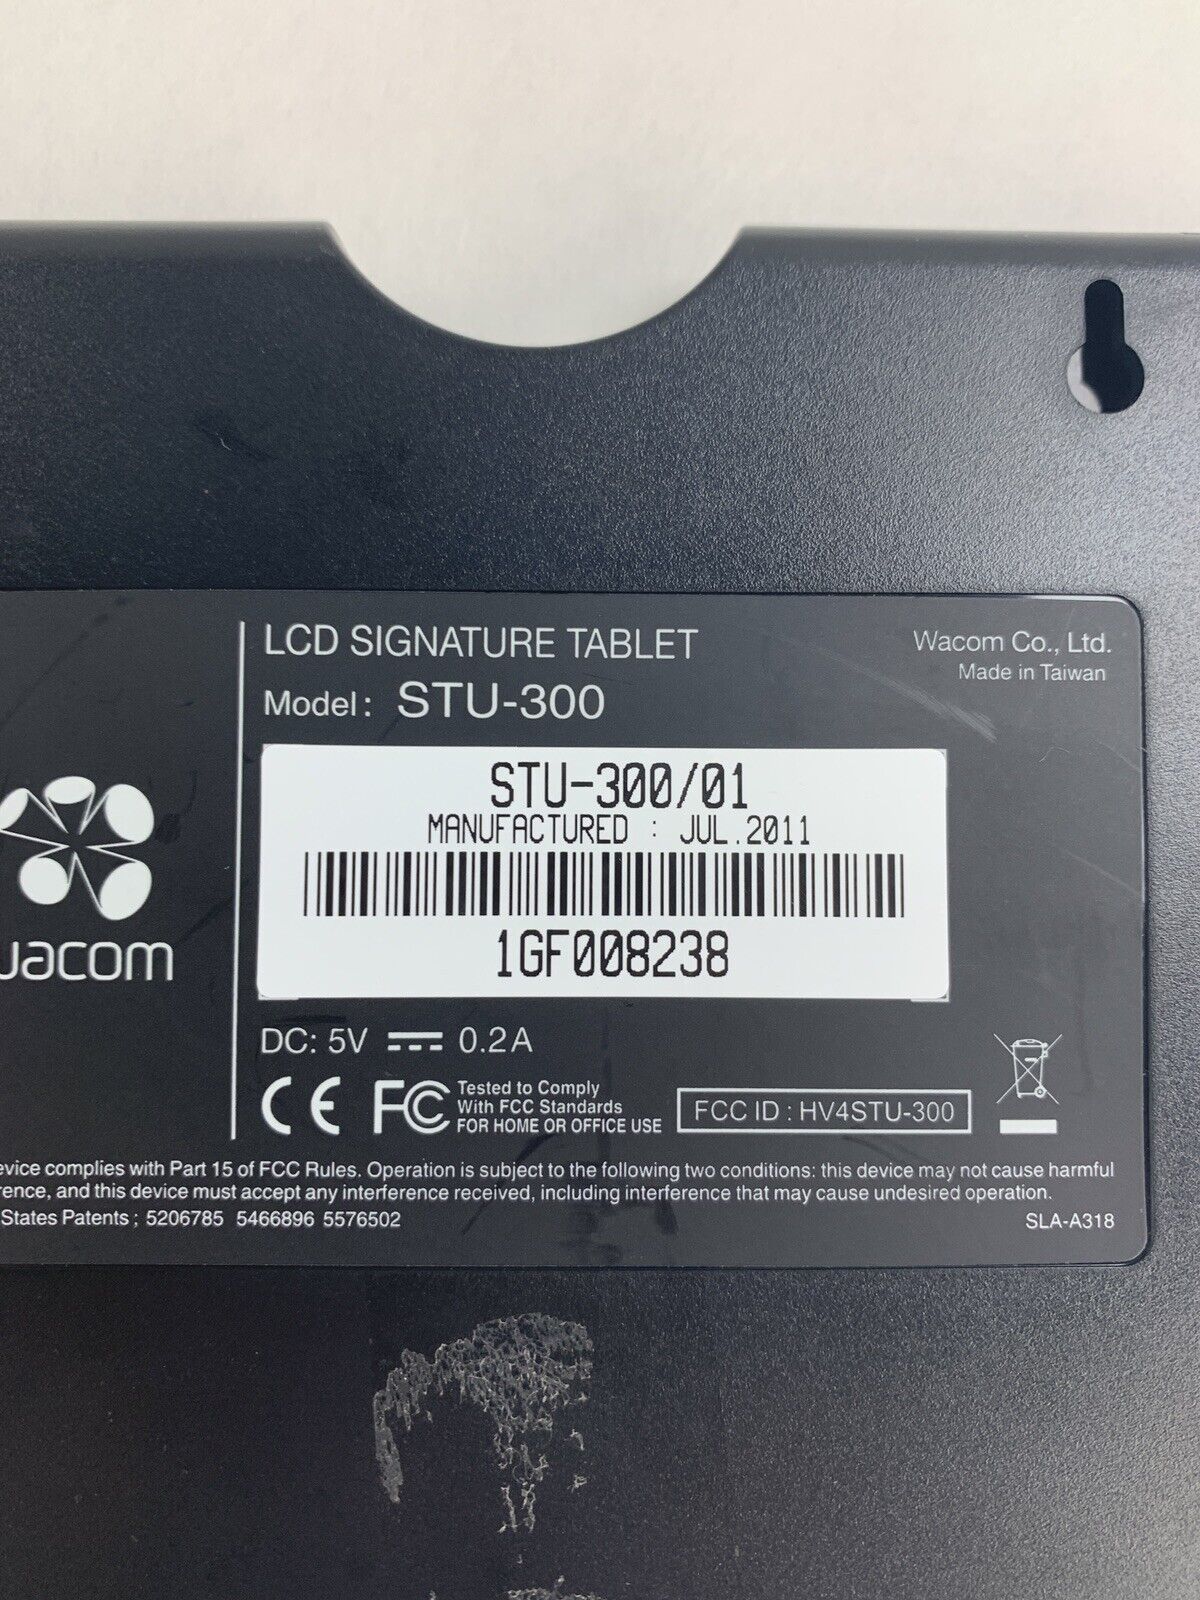 LCD SIGNATURE TABLET
Model: STU-300
Wacom Co., Ltd.
Made in Taiwan
STU-300/01
MANUFACTURED : JUL.2011
1GF008238
wacom
DC: 5V 0.2A
CE FC Tested to Comply
With FCC Standards
FOR HOME OR OFFICE USE
FCC ID : HV4STU-300
evice complies with Part 15 of FCC Rules. Operation is subject to the following two conditions: this device may not cause harmful
rence, and this device must accept any interference received, including interference that may cause undesired operation.
States Patents ; 5206785 5466896 5576502
SLA-A318